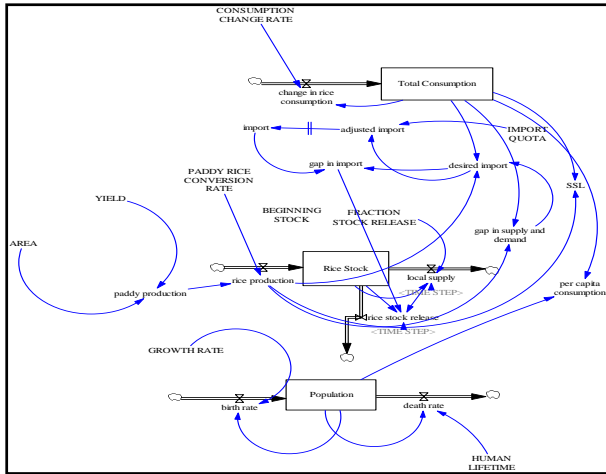 CONSUMPTION
CHANGE RATE
Total Consumption
change in rice
consumption
import
adjusted import
IMPORT
QUOTA
gap in import
desired import
PADDY RICE
CONVERSION
RATE
SSL
YIELD
BEGINNING
STOCK
FRACTION
STOCK RELEASE
gap in supply and
demand
AREA
Rice Stock
rice production
local supply
per capita
consumption
paddy production
<TIME STEP>
rice stock release
<TIME STEP>
GROWTH RATE
Population
birth rate
death rate
HUMAN
LIFETIME